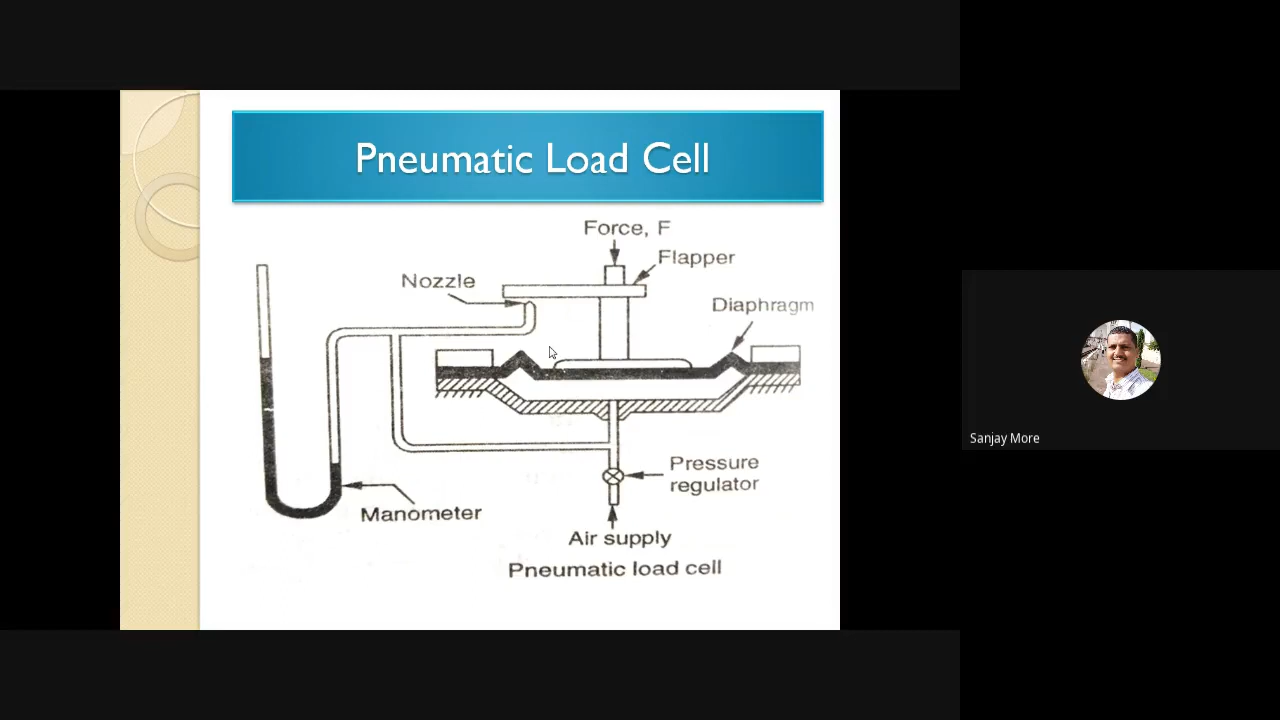 Pneumatic Load Cell
Force, F
Flapper
Nozzle
Diaphragm
Pressure
regulator
Manometer
Air supply
Pneumatic load cell
Sanjay More